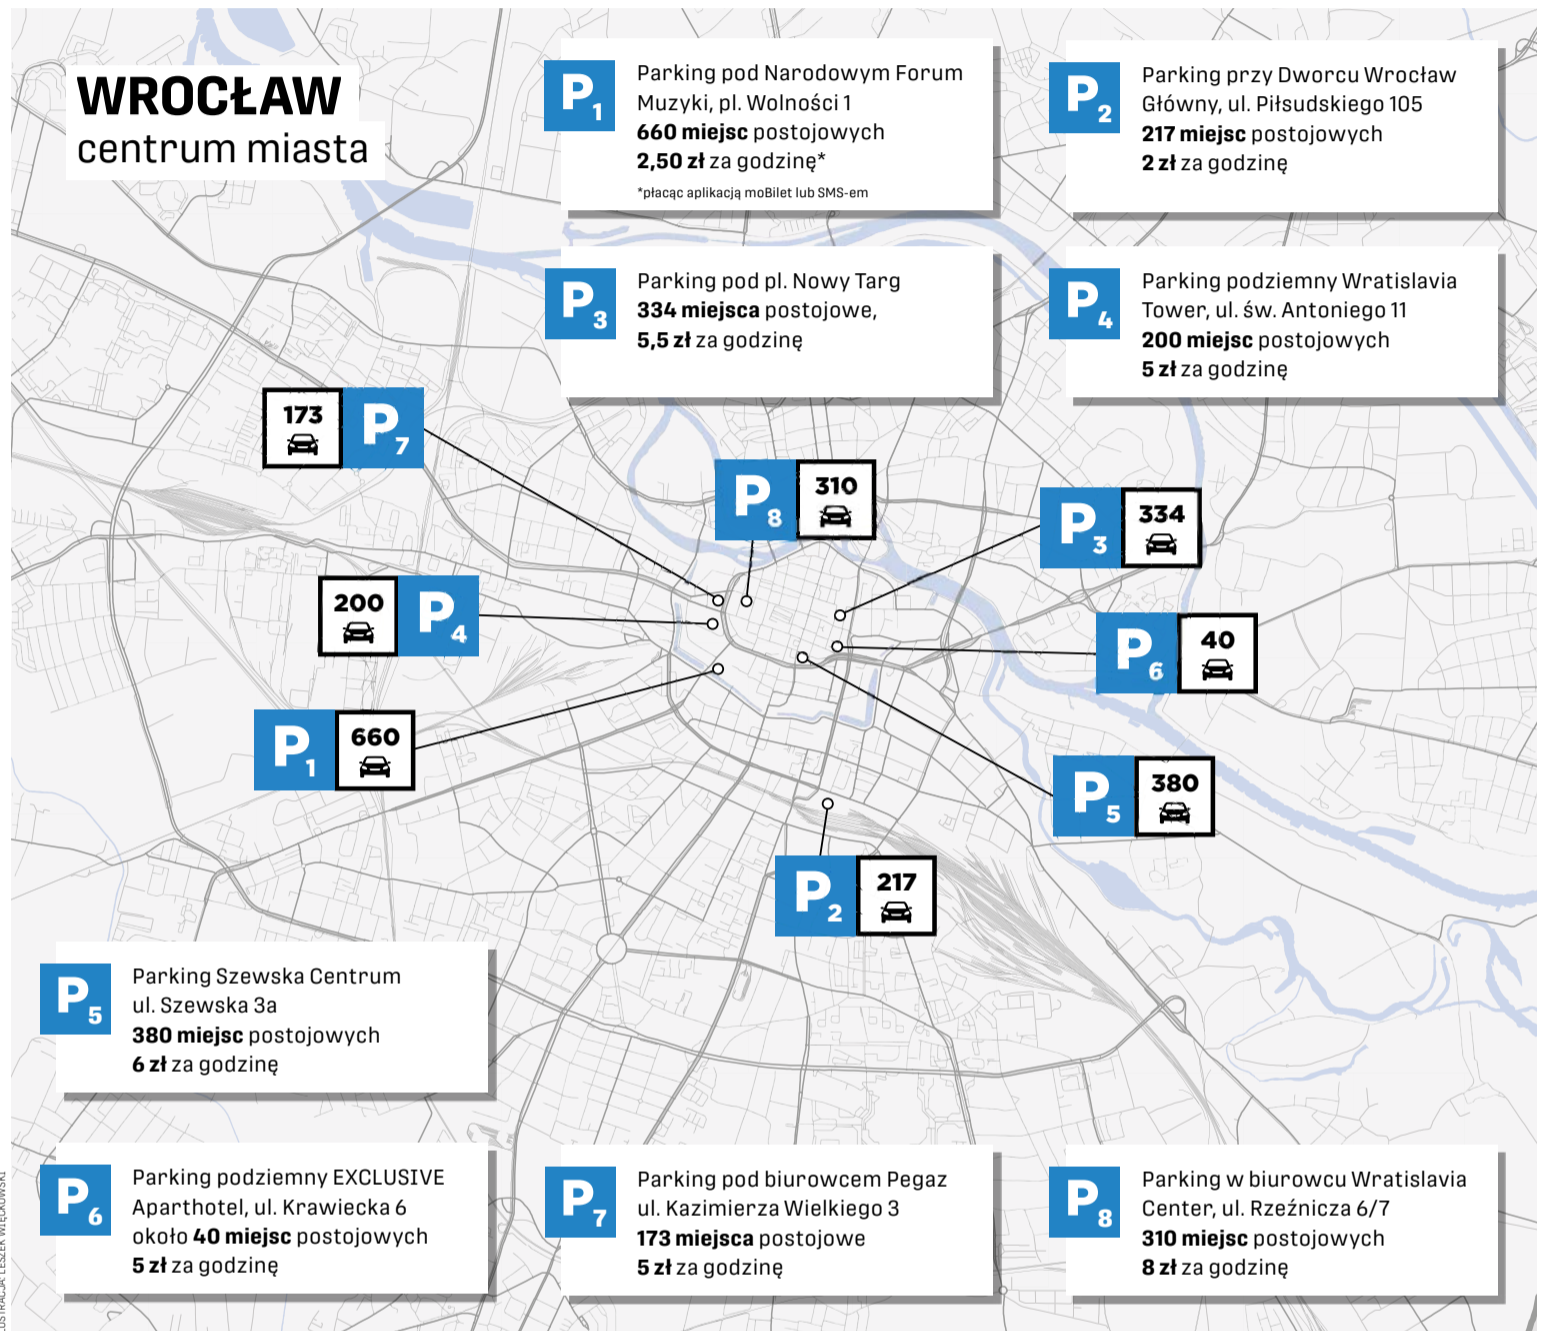 WROCŁAW
centrum miasta
P1
Parking pod Narodowym Forum
Muzyki, pl. Wolności 1
660 miejsc postojowych
2,50 zł za godzinę*
*płacąc aplikacją moBilet lub SMS-em
P2
Parking przy Dworcu Wrocław
Główny, ul. Piłsudskiego 105
217 miejsc postojowych
2 zł za godzinę
P3
Parking pod pl. Nowy Targ
334 miejsca postojowe,
5,5 zł za godzinę
P4
Parking podziemny Wratislavia
Tower, ul. św. Antoniego 11
200 miejsc postojowych
5 zł za godzinę
173 P7
P8 310
P3 334
200 P4
P6 40
P1 660
P5 380
P2 217
P5
Parking Szewska Centrum
ul. Szewska 3a
380 miejsc postojowych
6 zł za godzinę
P6
Parking podziemny EXCLUSIVE
Aparthotel, ul. Krawiecka 6
około 40 miejsc postojowych
5 zł za godzinę
P7
Parking pod biurowcem Pegaz
ul. Kazimierza Wielkiego 3
173 miejsca postojowe
5 zł za godzinę
P8
Parking w biurowcu Wratislavia
Center, ul. Rzeźnicza 6/7
310 miejsc postojowych
8 zł za godzinę
LESZEK WIĘCKOWSKI